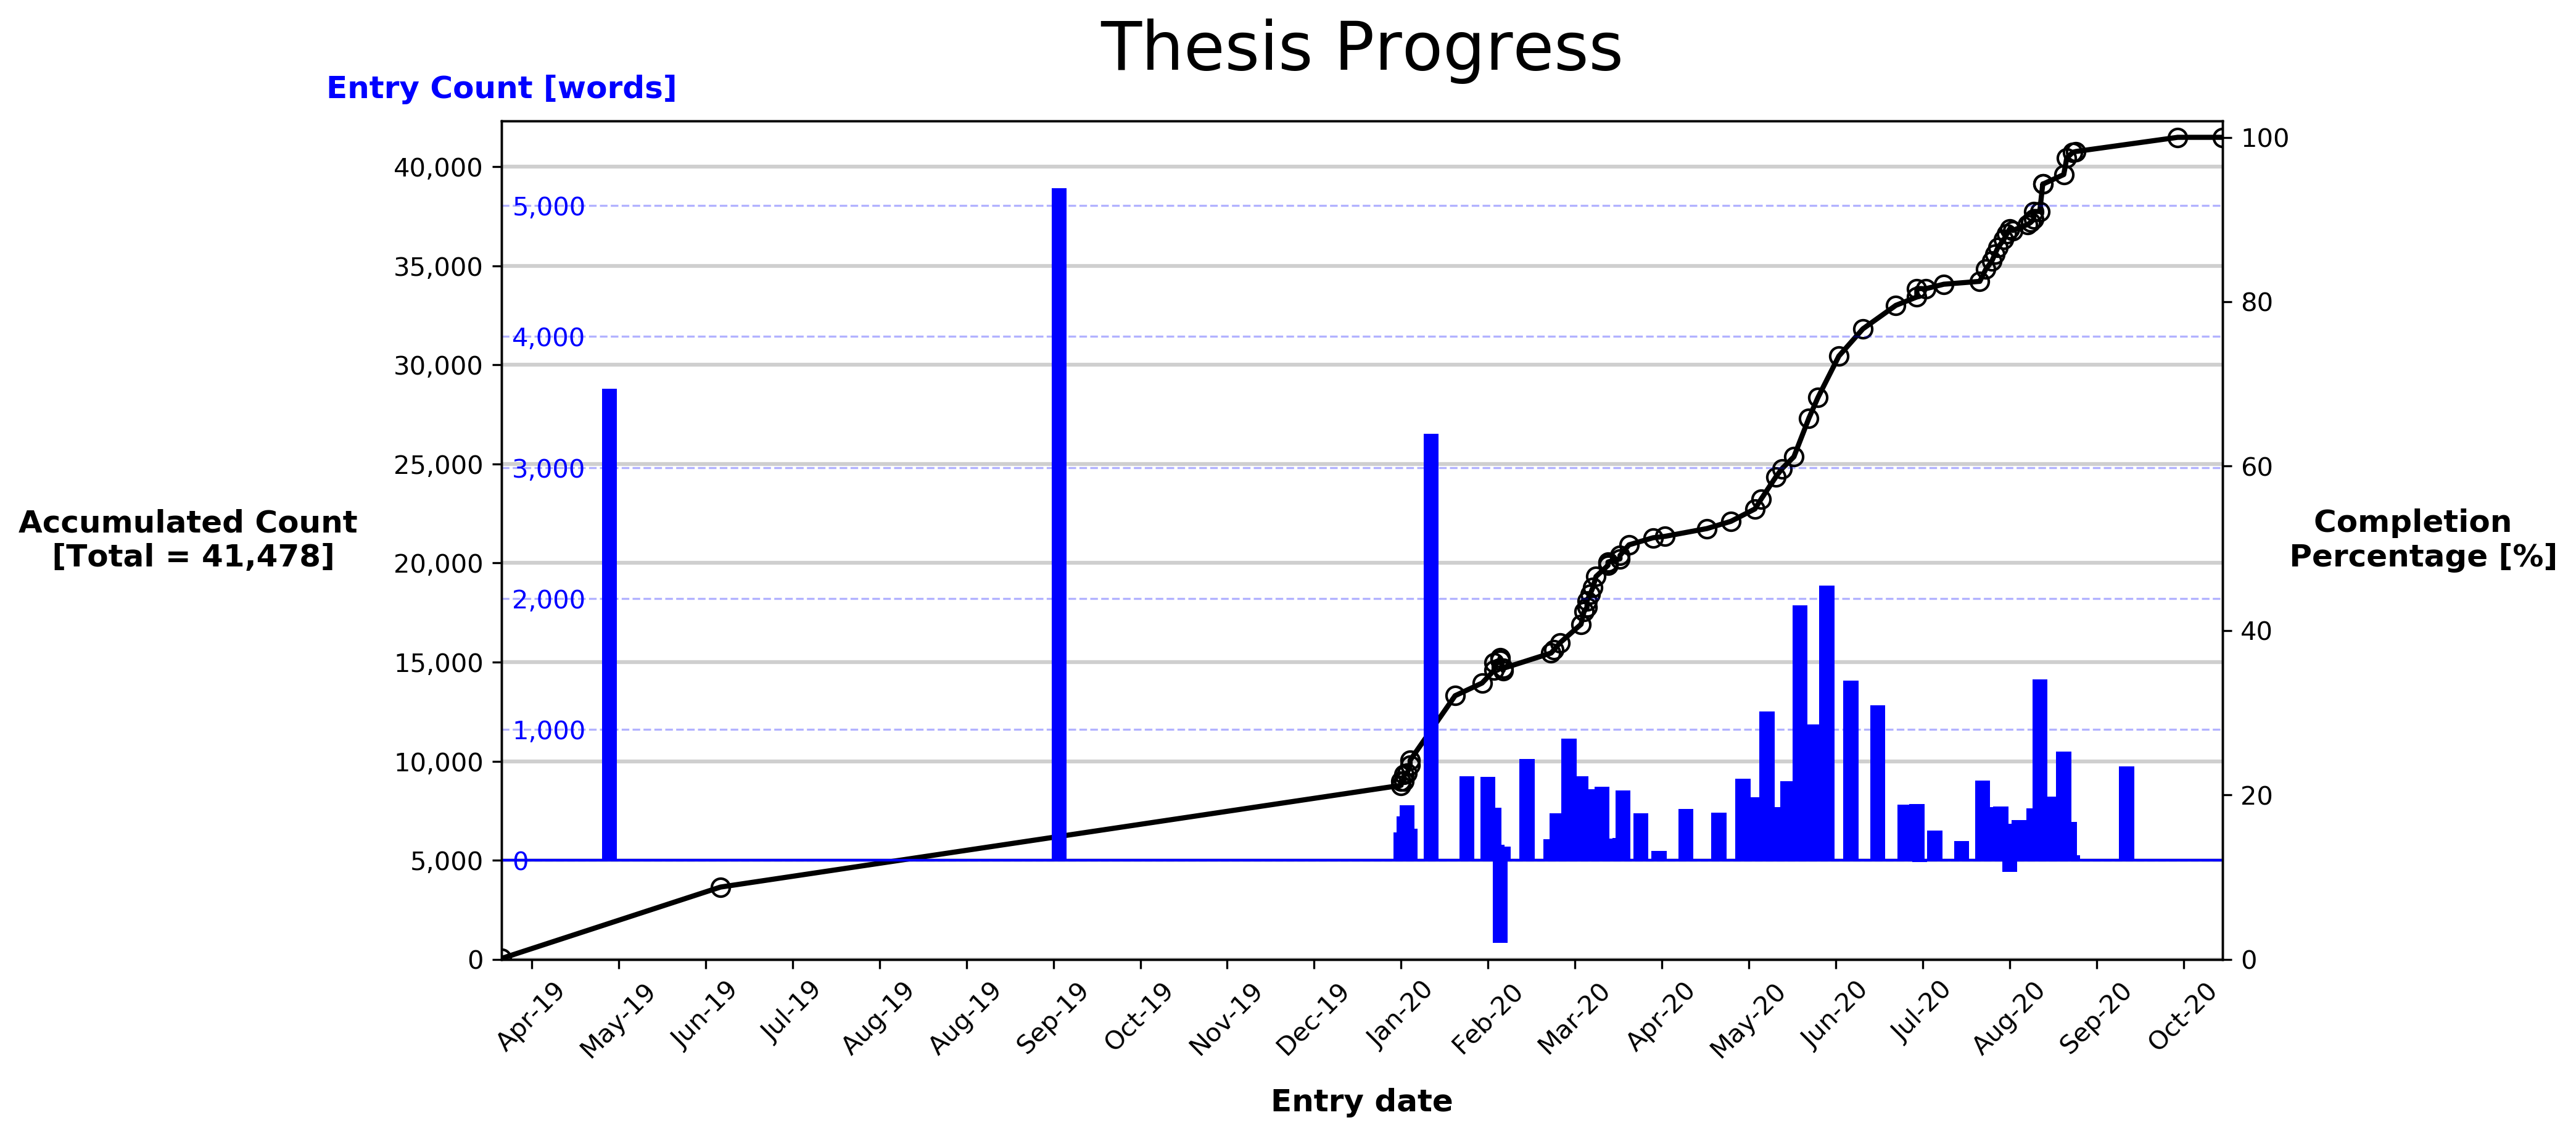 Thesis Progress
Entry Count [words]
40,000
35,000
30,000
25,000
20,000
15,000
10,000
5,000
0
5,000
4,000
3,000
2,000
1,000
0
100
80
60
40
20
0
Accumulated Count
[Total = 41,478]
Completion
Percentage [%]
Apr-19
May-19
Jun-19
Jul-19
Aug-19
Aug-19
Sep-19
Oct-19
Nov-19
Dec-19
Jan-20
Feb-20
Mar-20
Apr-20
May-20
Jun-20
Jul-20
Aug-20
Sep-20
Oct-20
Entry date